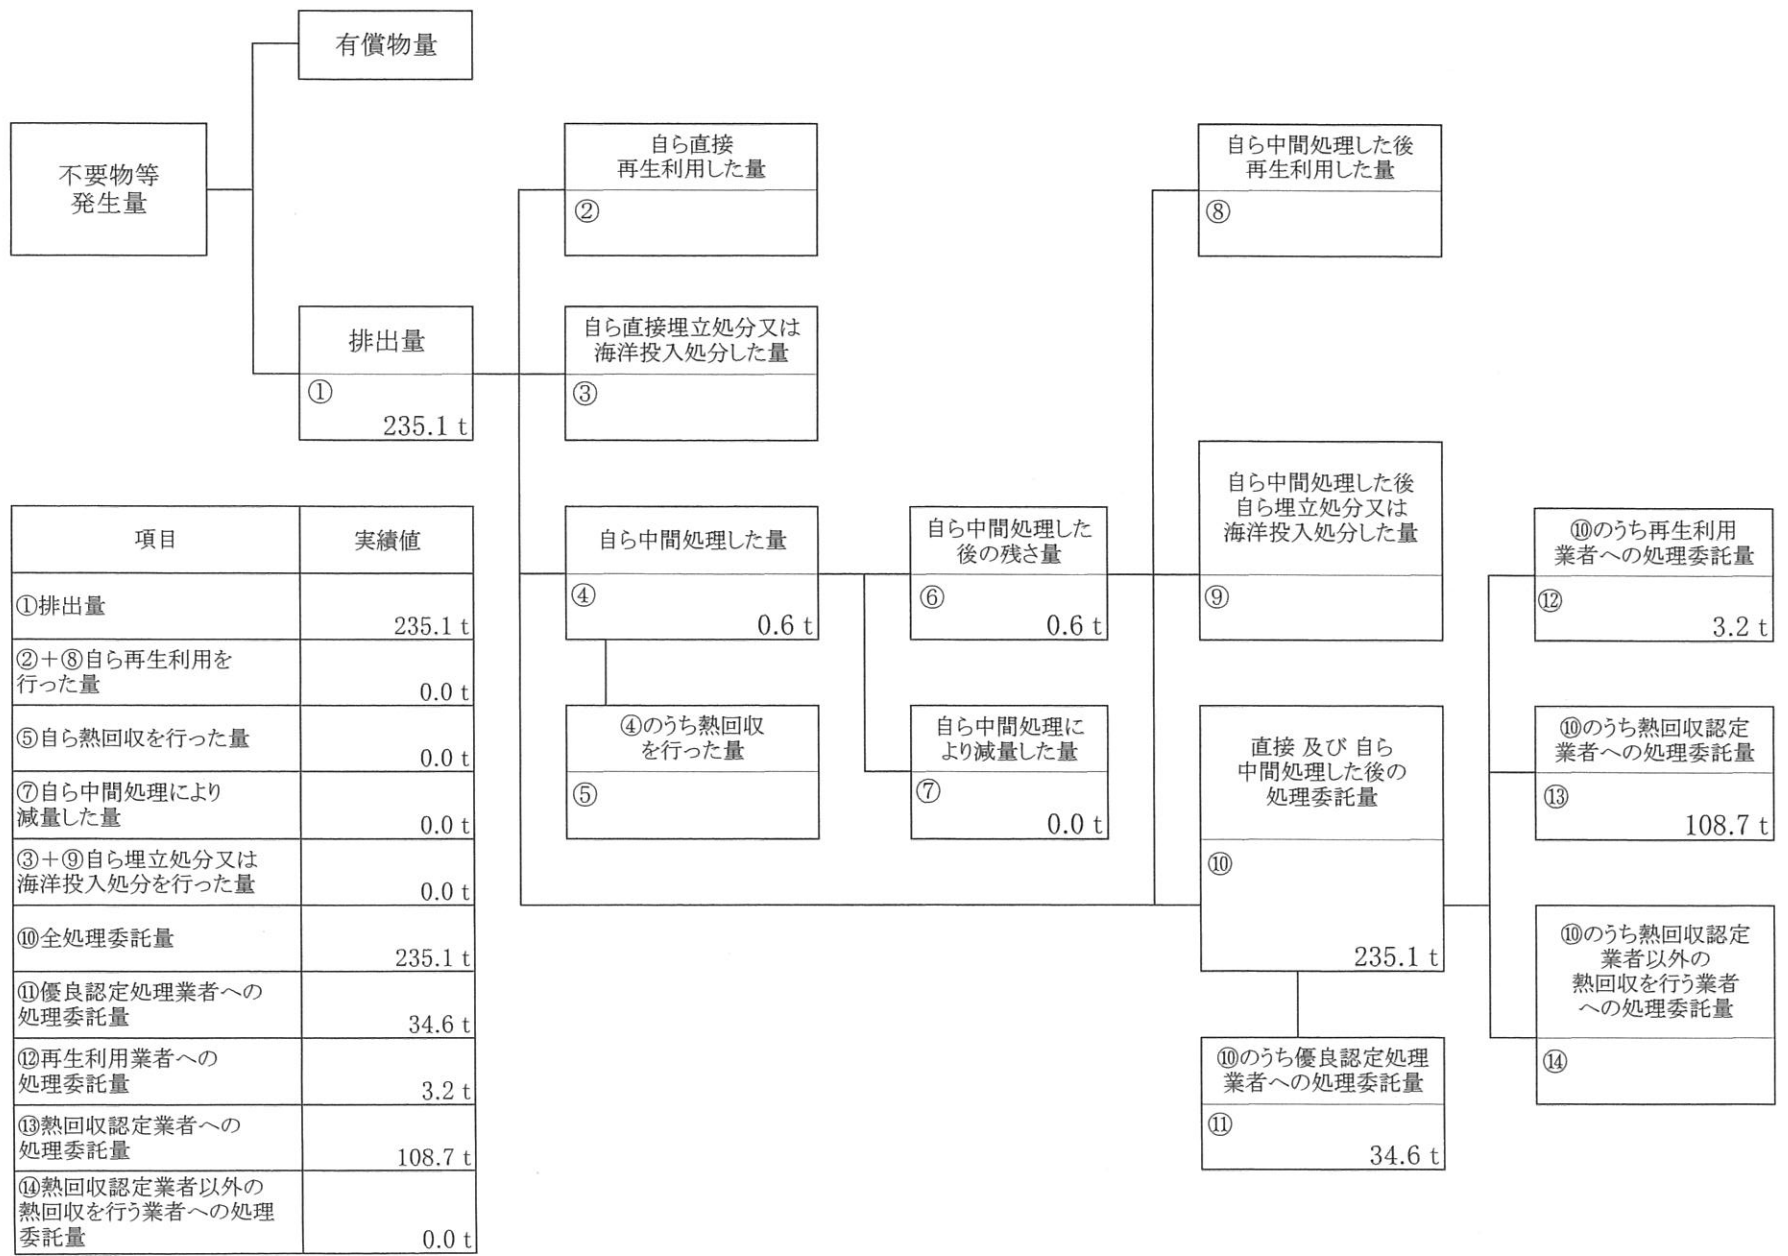 有償物量
不要物等
発生量
排出量
①
235.1 t
自ら直接
再生利用した量
②
自ら直接埋立処分又は
海洋投入処分した量
③
自ら中間処理した量
④
0.6 t
④のうち熱回収
を行った量
⑤
自ら中間処理した
後の残さ量
⑥
0.6 t
自ら中間処理に
より減量した量
⑦
0.0 t
自ら中間処理した後
再生利用した量
⑧
自ら中間処理した後
自ら埋立処分又は
海洋投入処分した量
⑨
直接 及び 自ら
中間処理した後の
処理委託量
⑩
235.1 t
⑩のうち優良認定処理
業者への処理委託量
⑪
34.6 t
⑩のうち再生利用
業者への処理委託量
⑫
3.2 t
⑩のうち熱回収認定
業者への処理委託量
⑬
108.7 t
⑩のうち熱回収認定
業者以外の
熱回収を行う業者
への処理委託量
⑭
項目
実績値
①排出量
235.1 t
②＋⑧自ら再生利用を
行った量
0.0 t
⑤自ら熱回収を行った量
0.0 t
⑦自ら中間処理により
減量した量
0.0 t
③＋⑨自ら埋立処分又は
海洋投入処分を行った量
0.0 t
⑩全処理委託量
235.1 t
⑪優良認定処理業者への
処理委託量
34.6 t
⑫再生利用業者への
処理委託量
3.2 t
⑬熱回収認定業者への
処理委託量
108.7 t
⑭熱回収認定業者以外の
熱回収を行う業者への処理
委託量
0.0 t